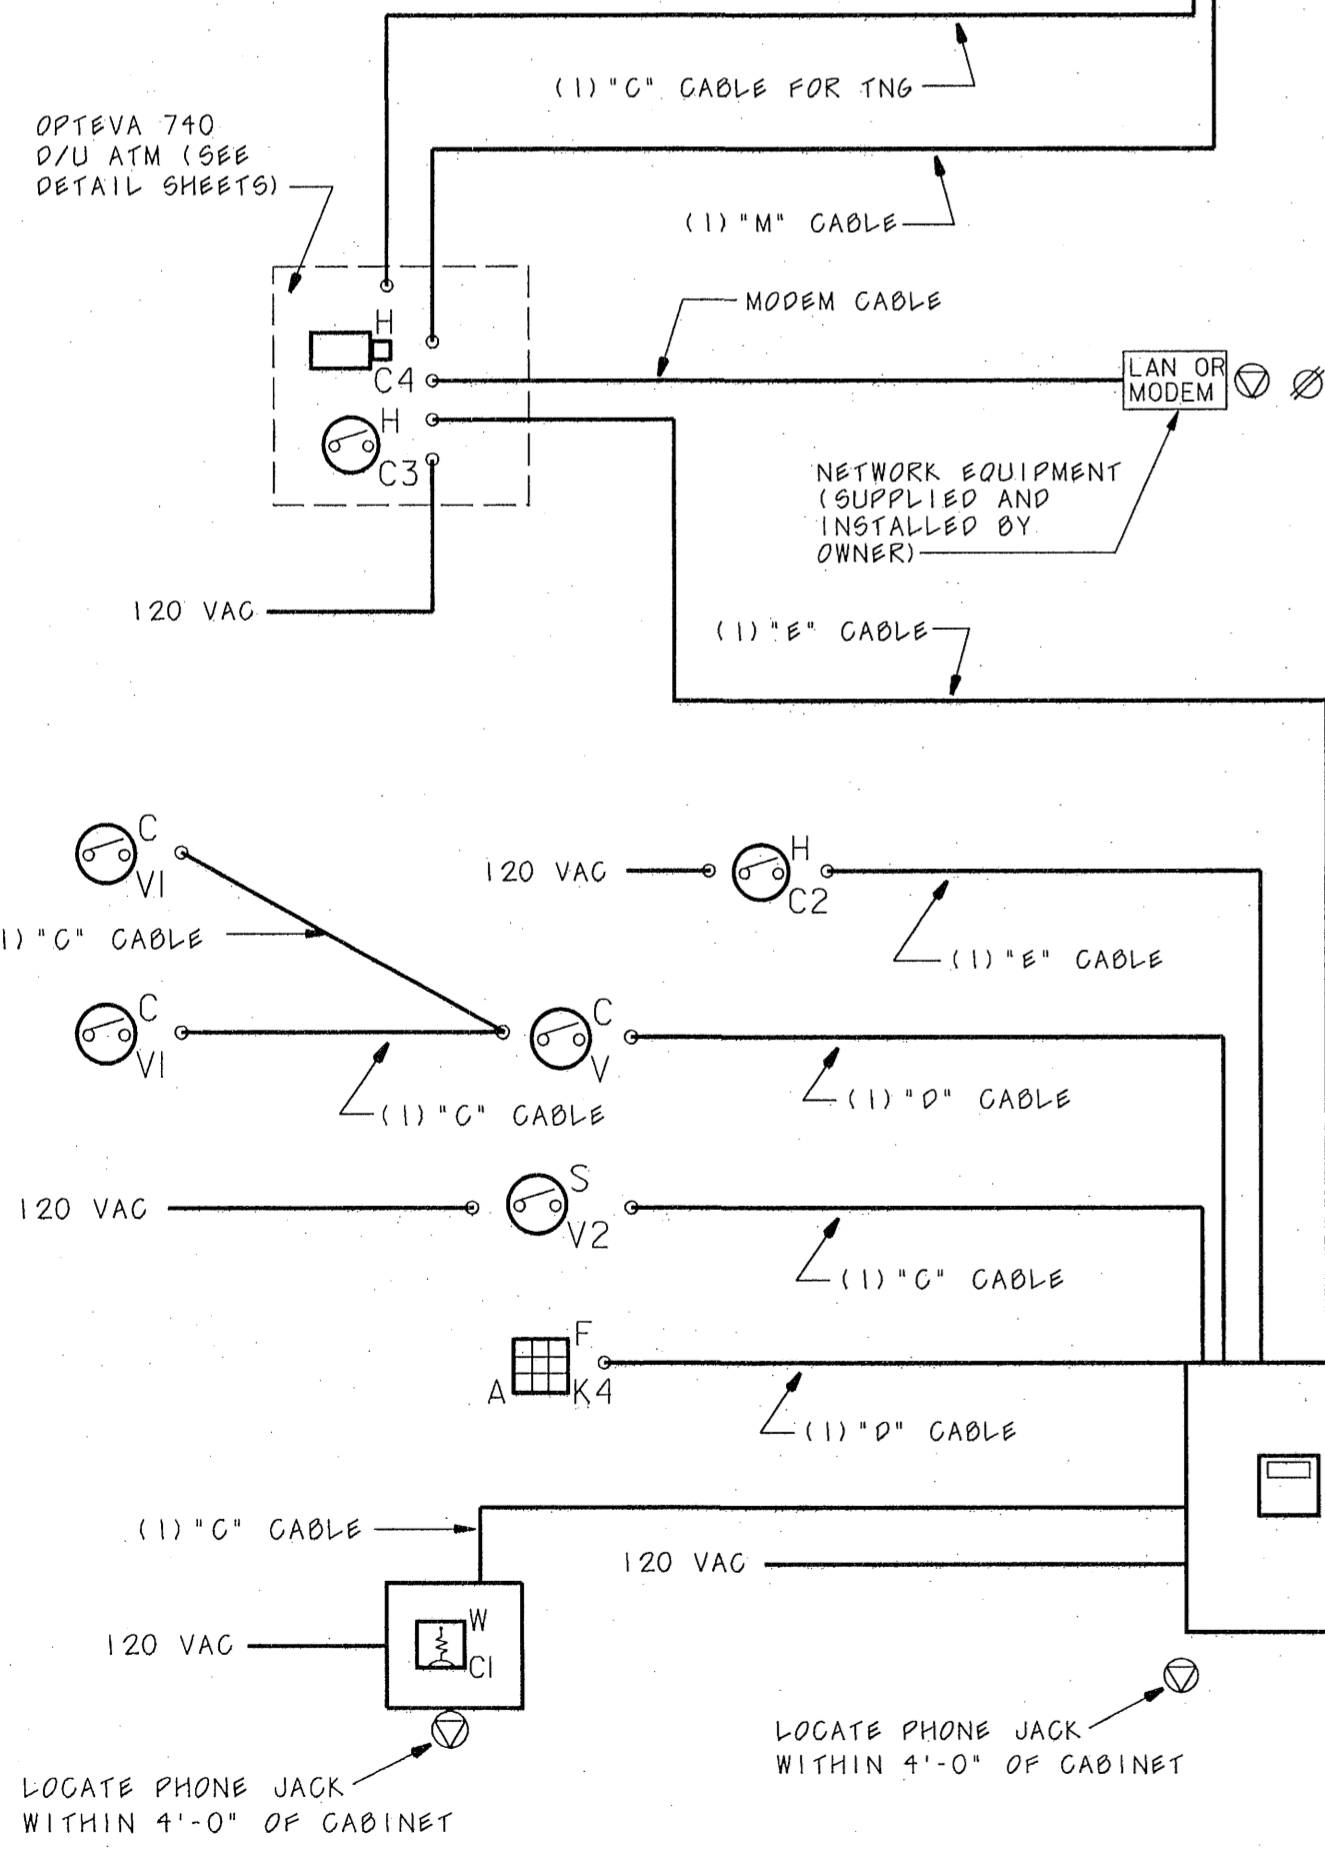 (1) "C" CABLE FOR TNG
OPTEVA 740
D/U ATM (SEE
DETAIL SHEETS)
(1) "M" CABLE
MODEM CABLE
H
C4
LAN OR
MODEM
H
C3
NETWORK EQUIPMENT
(SUPPLIED AND
INSTALLED BY
OWNER)
120 VAC
(1) "E" CABLE
C
V1
120 VAC
H
C2
1) "C" CABLE
(1) "E" CABLE
C
V1
C
V
(1) "C" CABLE
(1) "D" CABLE
120 VAC
S
V2
(1) "C" CABLE
F
A
K4
(1) "D" CABLE
(1) "C" CABLE
120 VAC
W
C1
120 VAC
LOCATE PHONE JACK
WITHIN 4'-0" OF CABINET
LOCATE PHONE JACK
WITHIN 4'-0" OF CABINET